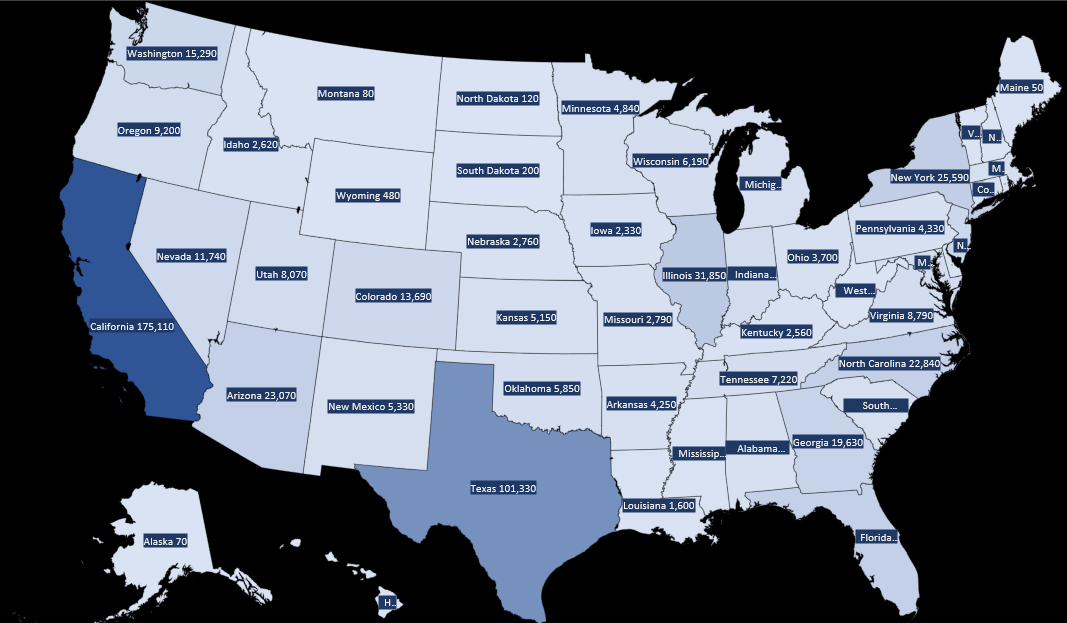 Washington 15,290
Montana 80
North Dakota 120
Minnesota 4,840
Maine 50
Oregon 9,200
Idaho 2,620
Wisconsin 6,190
V...
N...
South Dakota 200
M...
New York 25,590
Michig...
Co...
Wyoming 480
Iowa 2,330
Pennsylvania 4,330
Nebraska 2,760
N...
Nevada 11,740
Ohio 3,700
M...
Utah 8,070
Illinois 31,850
Indiana...
West...
Colorado 13,690
Kansas 5,150
Missouri 2,790
Virginia 8,790
California 175,110
Kentucky 2,560
North Carolina 22,840
Tennessee 7,220
Oklahoma 5,850
Arizona 23,070
New Mexico 5,330
Arkansas 4,250
South...
Georgia 19,630
Mississip...
Alabama...
Texas 101,330
Louisiana 1,600
Florida...
Alaska 70
H...